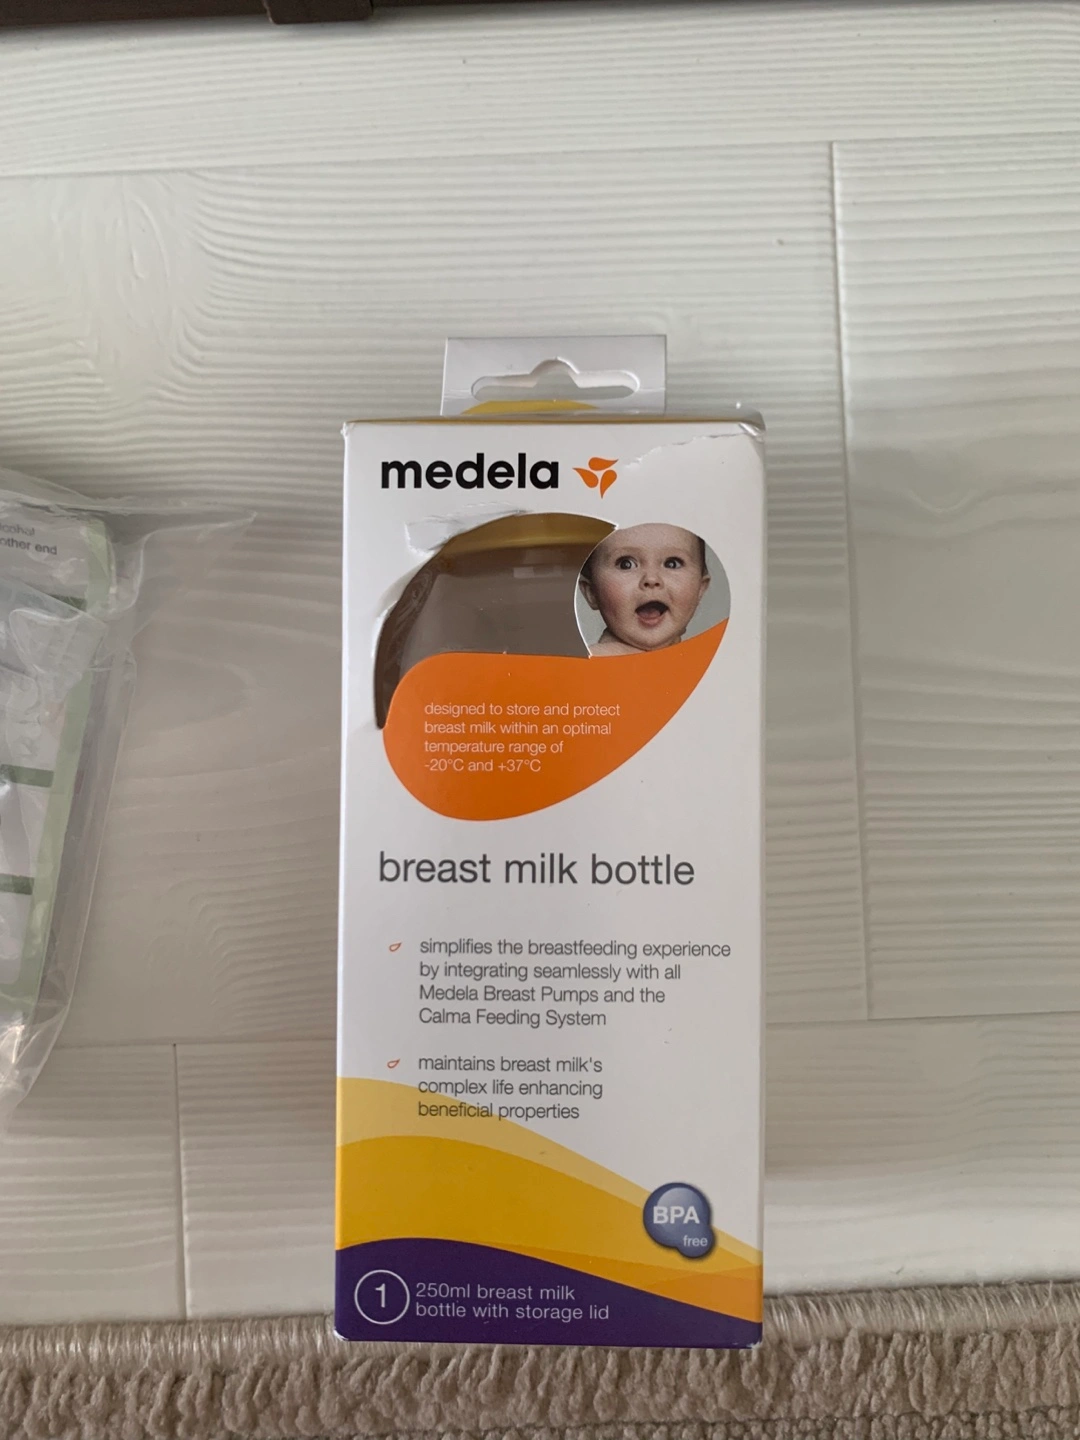 medela
designed to store and protect
breast milk within an optimal
temperature range of
-20°C and +37°C
breast milk bottle
simplifies the breastfeeding experience
by integrating seamlessly with all
Medela Breast Pumps and the
Calma Feeding System
maintains breast milk's
complex life enhancing
beneficial properties
BPA
free
1
250ml breast milk
bottle with storage lid
other end